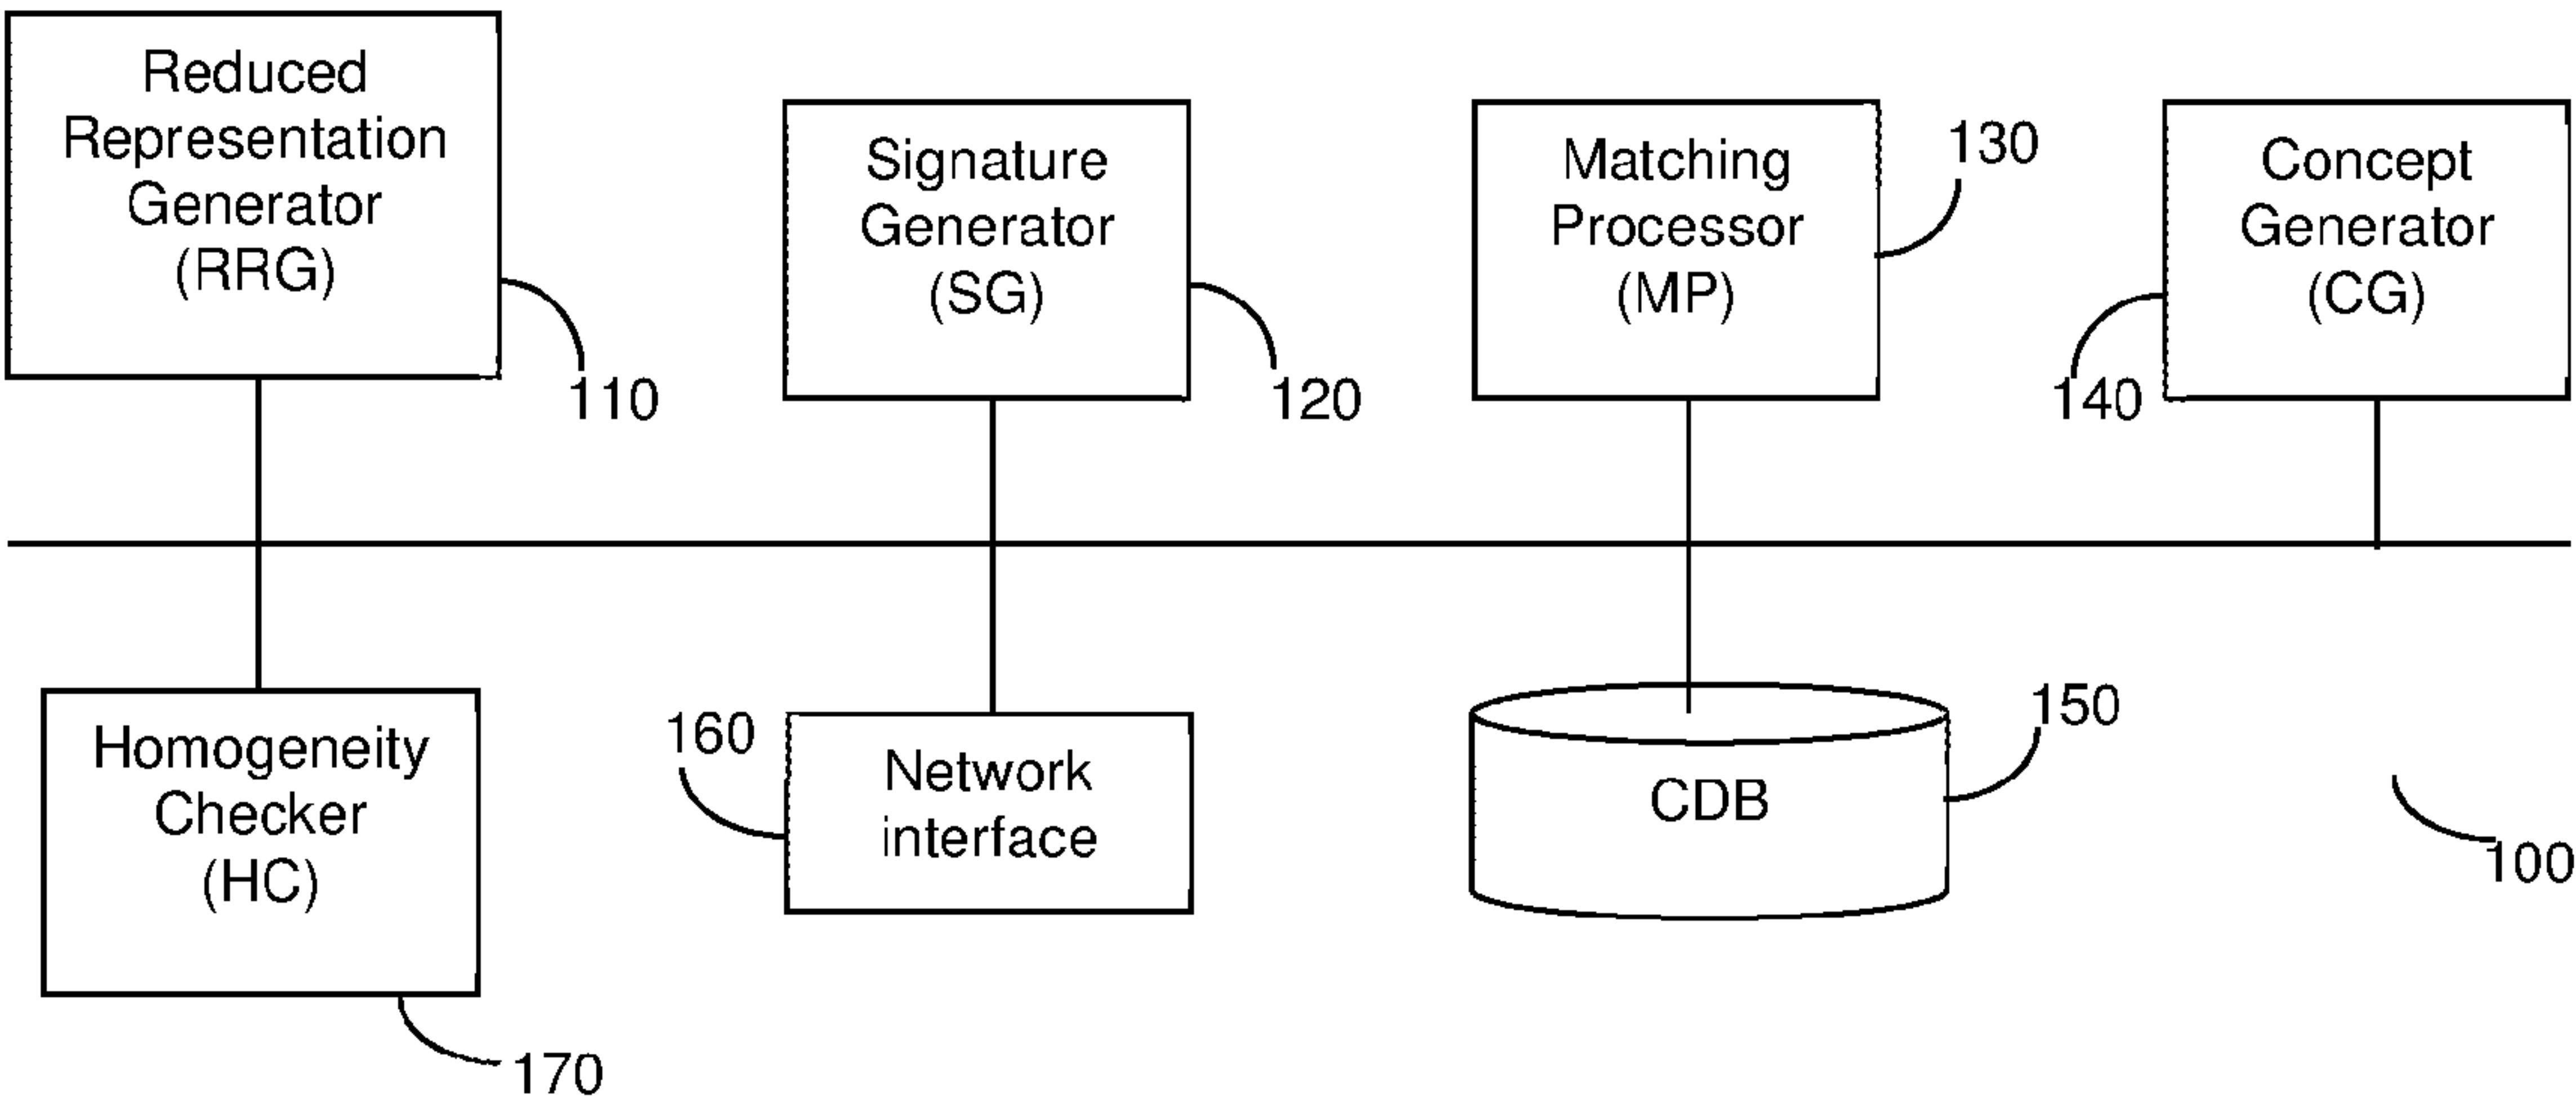 Reduced
Representation
Generator
(RRG)
110
Signature
Generator
(SG)
120
Matching
Processor
(MP)
130
Concept
Generator
(CG)
140
Homogeneity
Checker
(HC)
170
160
Network
interface
CDB
150
100